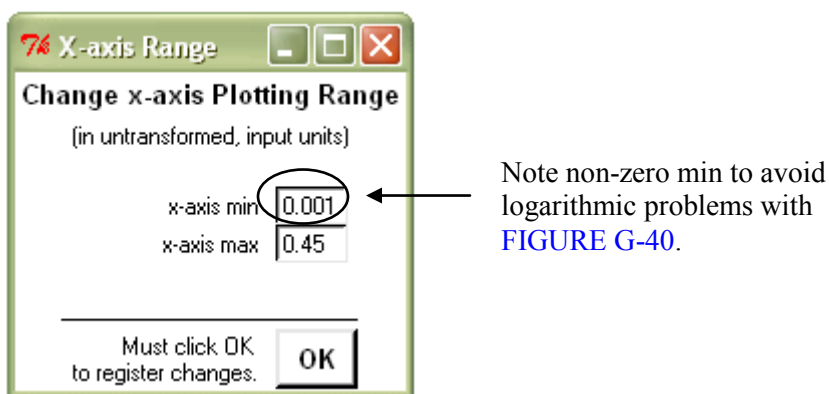 X-axis Range
Change x-axis Plotting Range
(in untransformed, input units)
x-axis min 0.001
x-axis max 0.45
Must click OK
to register changes.
OK
Note non-zero min to avoid
logarithmic problems with
FIGURE G-40.